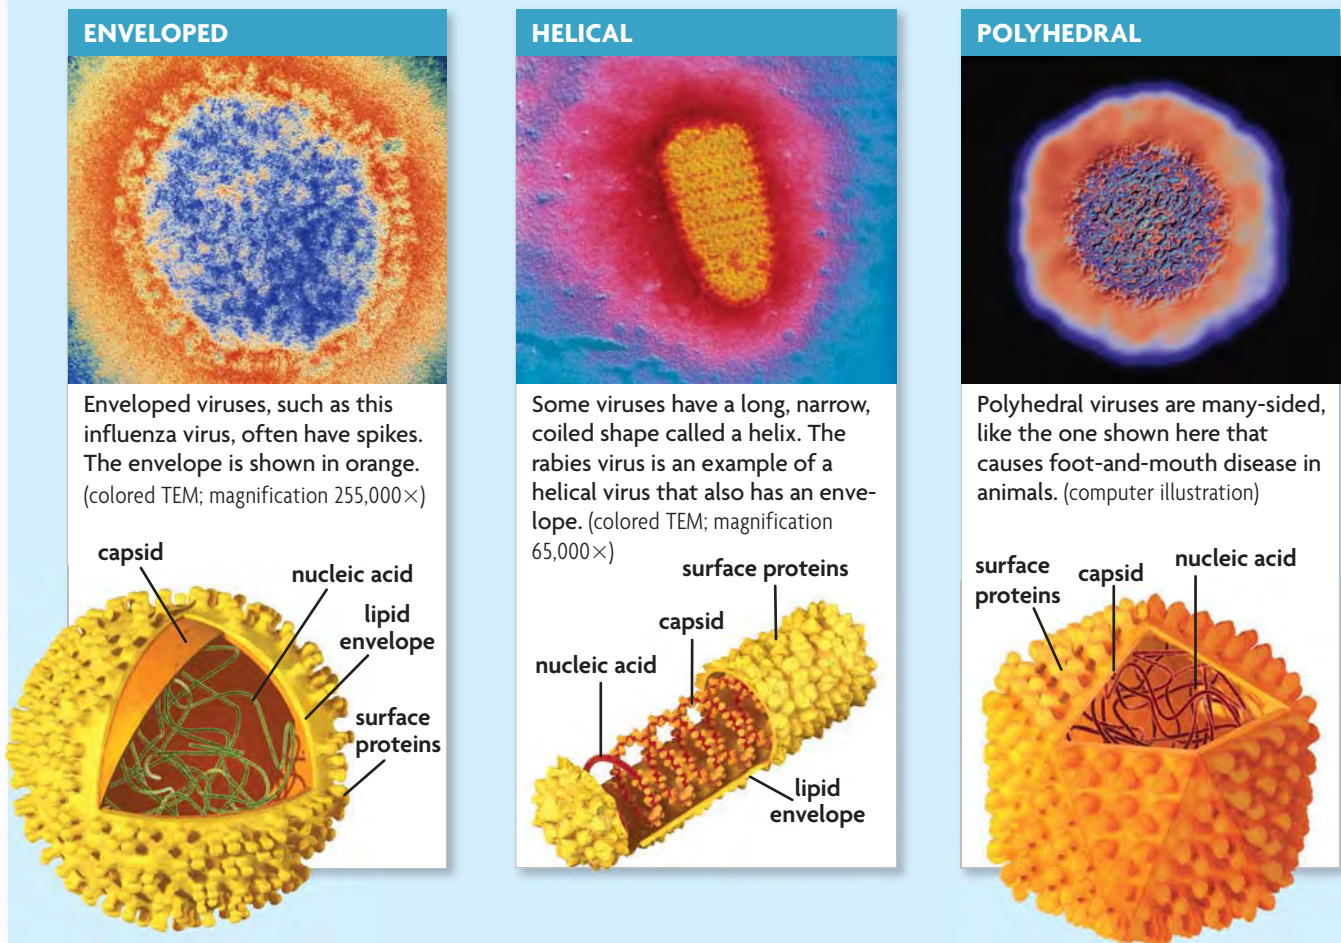 ENVELOPED
Enveloped viruses, such as this
influenza virus, often have spikes.
The envelope is shown in orange.
(colored TEM; magnification 255,000×)
capsid
nucleic acid
lipid
envelope
surface
proteins
HELICAL
Some viruses have a long, narrow,
coiled shape called a helix. The
rabies virus is an example of a
helical virus that also has an enve-
lope. (colored TEM; magnification
65,000×)
surface proteins
capsid
nucleic acid
lipid
envelope
POLYHEDRAL
Polyhedral viruses are many-sided,
like the one shown here that
causes foot-and-mouth disease in
animals. (computer illustration)
surface
proteins
capsid
nucleic acid